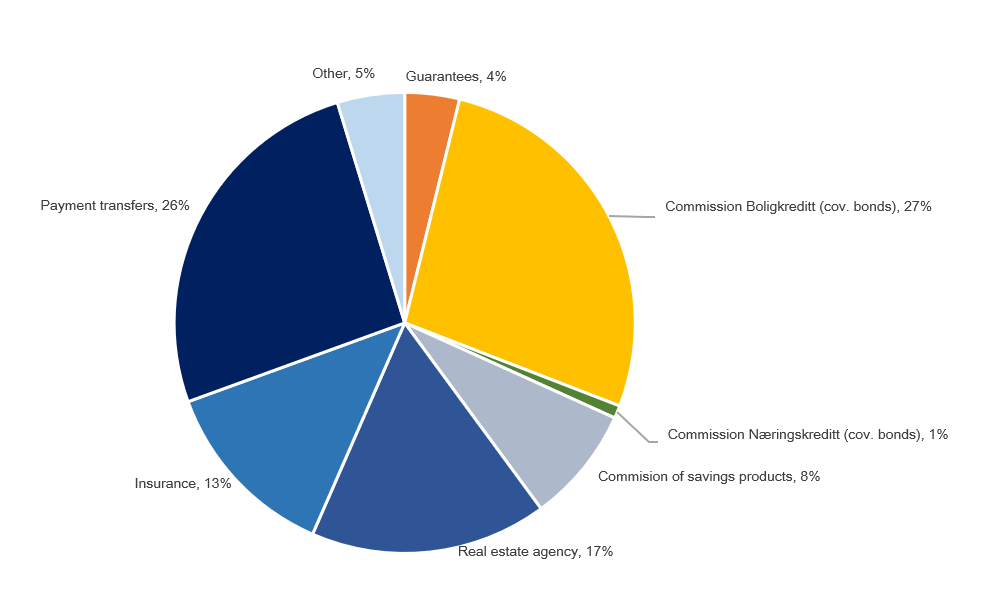 Other, 5%
Guarantees, 4%
Payment transfers, 26%
Commission Boligkreditt (cov. bonds), 27%
Commission Næringskreditt (cov. bonds), 1%
Commision of savings products, 8%
Insurance, 13%
Real estate agency, 17%